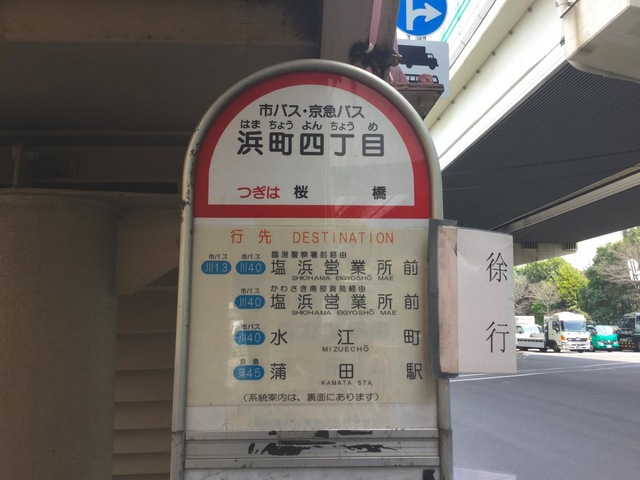 市バス・京急バス
はま ちょう よん ちょう め
浜町四丁目
つぎは 桜 橋
行先 DESTINATION
市バス 臨港警察署前経由
川13 川40 塩浜営業所前
SHIOHAMA EIGYOSHO MAE
市バス かわさき南部斎苑経由
川40 塩浜営業所前
SHIOHAMA EIGYOSHO MAE
市バス
川40 水江町
MIZUECHŌ
京急
蒲45 蒲田駅
KAMATA STA.
(系統案内は、裏面にあります)
徐行